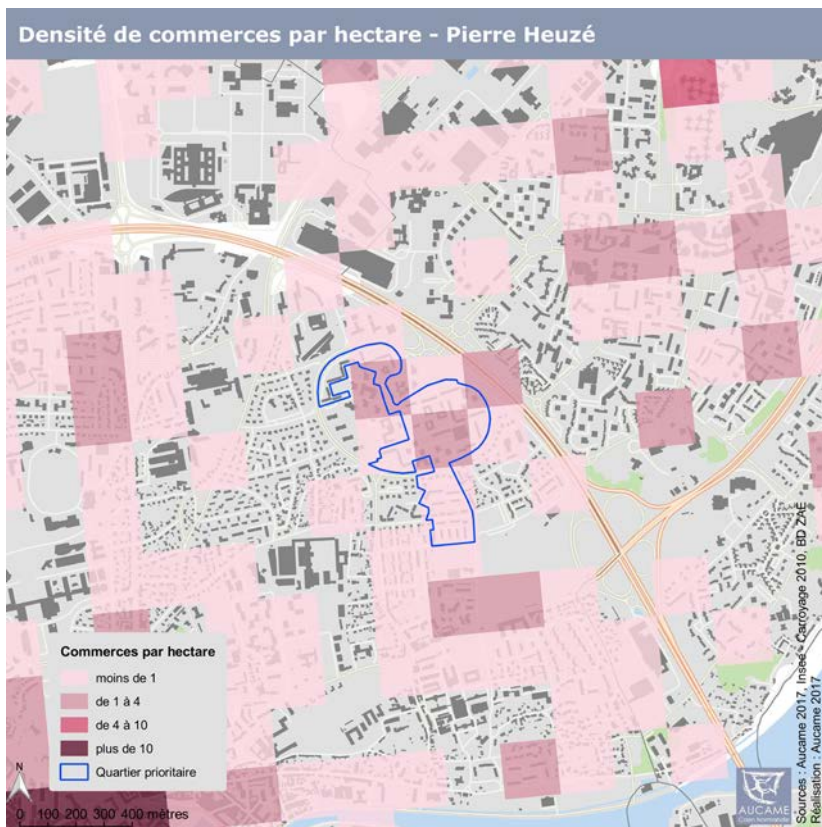 Densité de commerces par hectare - Pierre Heuzé
Commerces par hectare
moins de 1
de 1 à 4
de 4 à 10
plus de 10
Quartier prioritaire
N
0 100 200 300 400 mètres
AUCAME
Caen Normandie
Sources : Aucame 2017, Insee - Carroyage 2010, BD ZAE
Réalisation : Aucame 2017